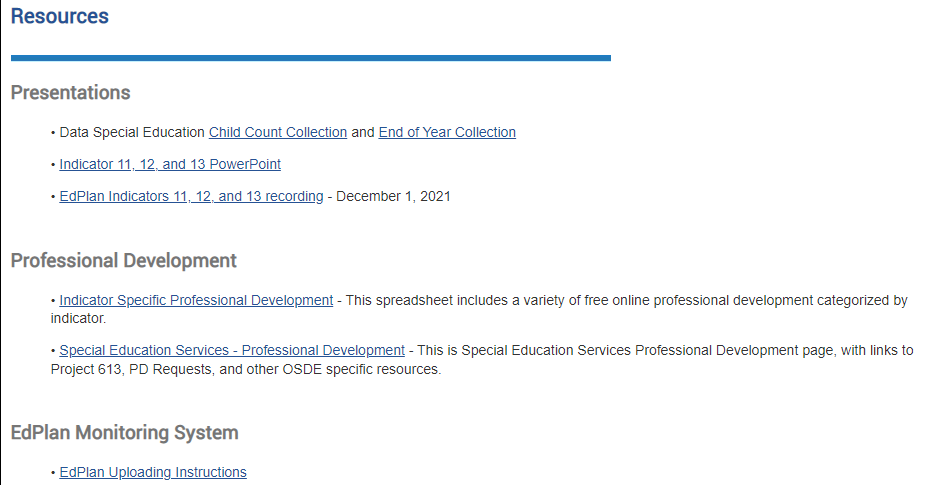 Resources
Presentations
• Data Special Education Child Count Collection and End of Year Collection
• Indicator 11, 12, and 13 PowerPoint
• EdPlan Indicators 11, 12, and 13 recording - December 1, 2021
Professional Development
• Indicator Specific Professional Development - This spreadsheet includes a variety of free online professional development categorized by
indicator.
• Special Education Services - Professional Development - This is Special Education Services Professional Development page, with links to
Project 613, PD Requests, and other OSDE specific resources.
EdPlan Monitoring System
• EdPlan Uploading Instructions